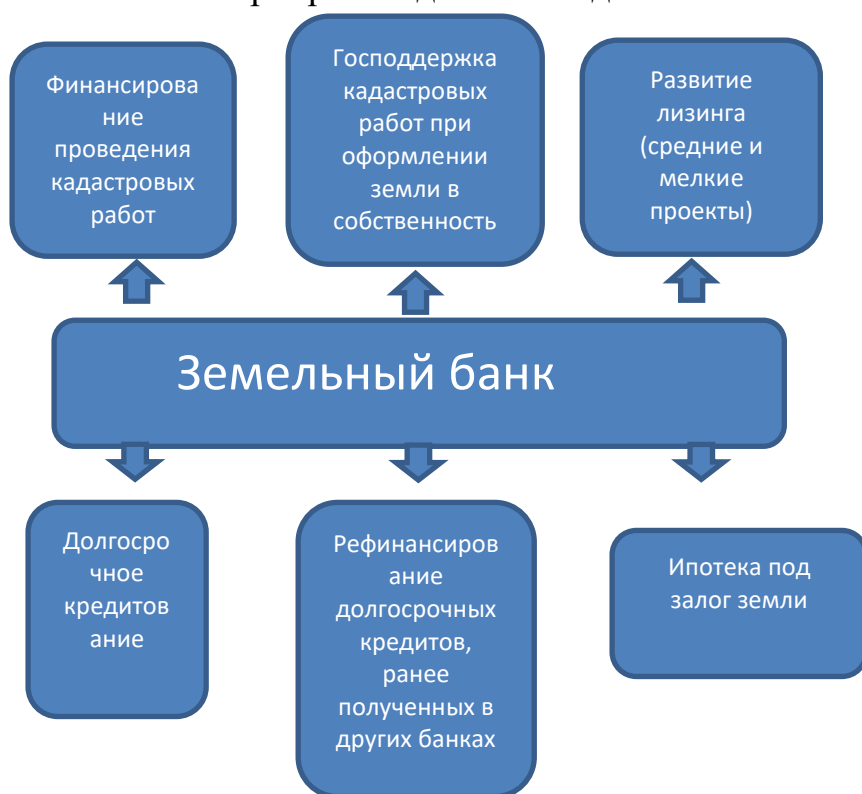 Финансирова
ние
проведения
кадастровых
работ
Господдержка
кадастровых
работ при
оформлении
земли в
собственность
Развитие
лизинга
(средние и
мелкие
проекты)
Земельный банк
Долгосро
чное
кредитов
ание
Рефинансиров
ание
долгосрочных
кредитов,
ранее
полученных в
других банках
Ипотека под
залог земли